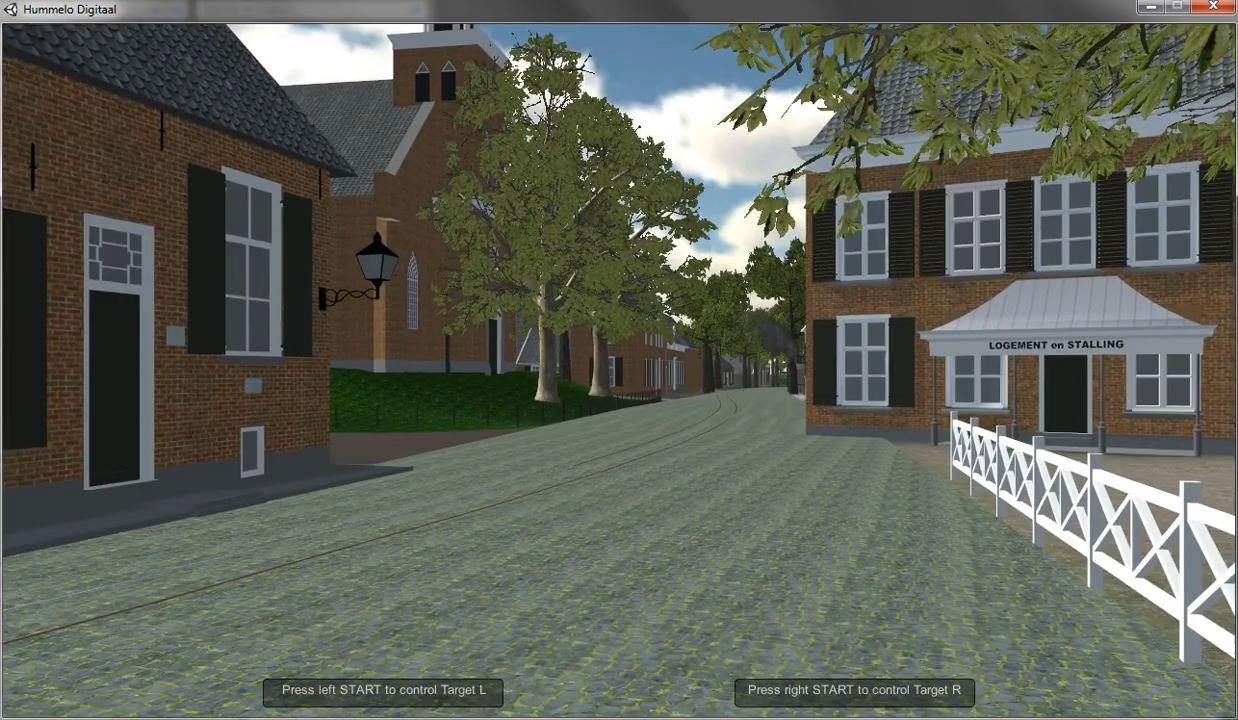 Hummelo Digitaal
LOGEMENT en STALLING
Press left START to control Target L
Press right START to control Target R